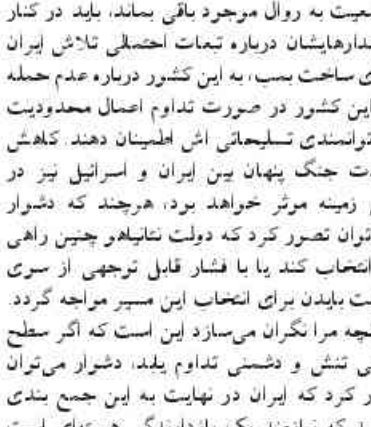 عیت به روال موجود باقی بماند، باید در کنار
دارهایشان درباره تبعات احتمالی تلاش ایران
ی ساخت بمب، به این کشور درباره عدم حمله
این کشور در صورت تداوم اعمال محدودیت
توانمندی تسلیحاتی اش اطمینان دهند. کاهش
ت جنگ پنهان بین ایران و اسرائیل نیز در
زمینه موثر خواهد بود، هرچند که دشوار
توان تصور کرد که دولت نتانیاهو چنین راهی
انتخاب کند یا با فشار قابل توجهی از سوی
ت بایدن برای انتخاب این مسیر مواجه گردد.
چه مرا نگران می‌سازد این است که اگر سطح
ی تنش و دشمنی تداوم یابد، دشوار می‌توان
ر کرد که ایران در نهایت به این جمع بندی